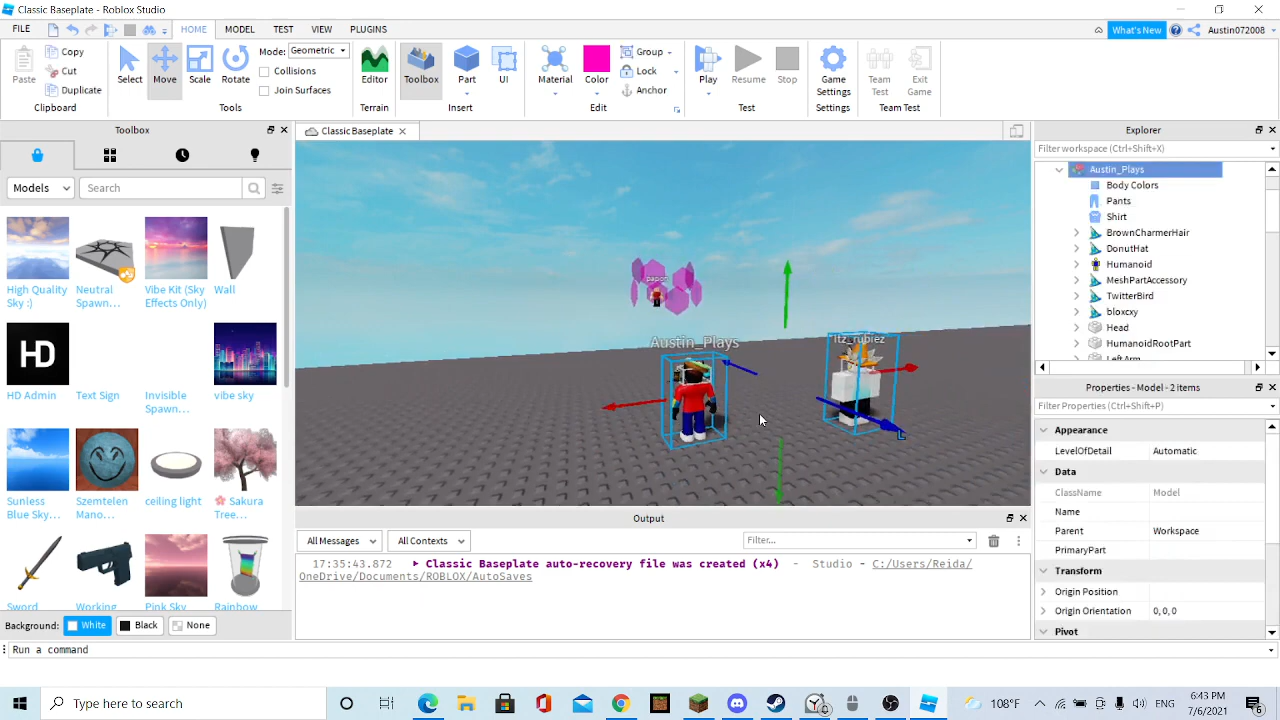 Classic Baseplate - Roblox Studio
FILE HOME MODEL TEST VIEW PLUGINS What's New Austin072008
Paste Copy Cut Duplicate Clipboard
Select Move Scale Rotate Mode: Geometric Collisions Join Surfaces Tools
Editor Terrain
Toolbox Part UI Insert
Material Color Group Lock Anchor Edit
Play Resume Stop Test
Game Settings Settings
Team Test Exit Game Team Test
Toolbox
Models Search
High Quality Sky :)
Neutral Spawn...
Vibe Kit (Sky Effects Only)
Wall
HD
HD Admin
Text Sign
Invisible Spawn...
vibe sky
Sunless Blue Sky...
Szemtelen Mano...
ceiling light
🌸 Sakura Tree...
Sword
Working
Pink Sky
Rainbow
Background: White Black None
Run a command
Classic Baseplate
papion
Austin_Plays
Itz_rubiez
L
Output
All Messages All Contexts Filter...
17:35:43.872 ▶ Classic Baseplate auto-recovery file was created (x4) - Studio - C:/Users/Reida/
OneDrive/Documents/ROBLOX/AutoSaves
Explorer
Filter workspace (Ctrl+Shift+X)
Austin_Plays
Body Colors
Pants
Shirt
BrownCharmerHair
DonutHat
Humanoid
MeshPartAccessory
TwitterBird
bloxcxy
Head
HumanoidRootPart
Left Arm
Properties - Model - 2 items
Filter Properties (Ctrl+Shift+P)
Appearance
LevelOfDetail Automatic
Data
ClassName Model
Name
Parent Workspace
PrimaryPart
Transform
Origin Position
Origin Orientation 0,0,0
Pivot
Type here to search
108°F
6:43 PM
7/6/2021
6